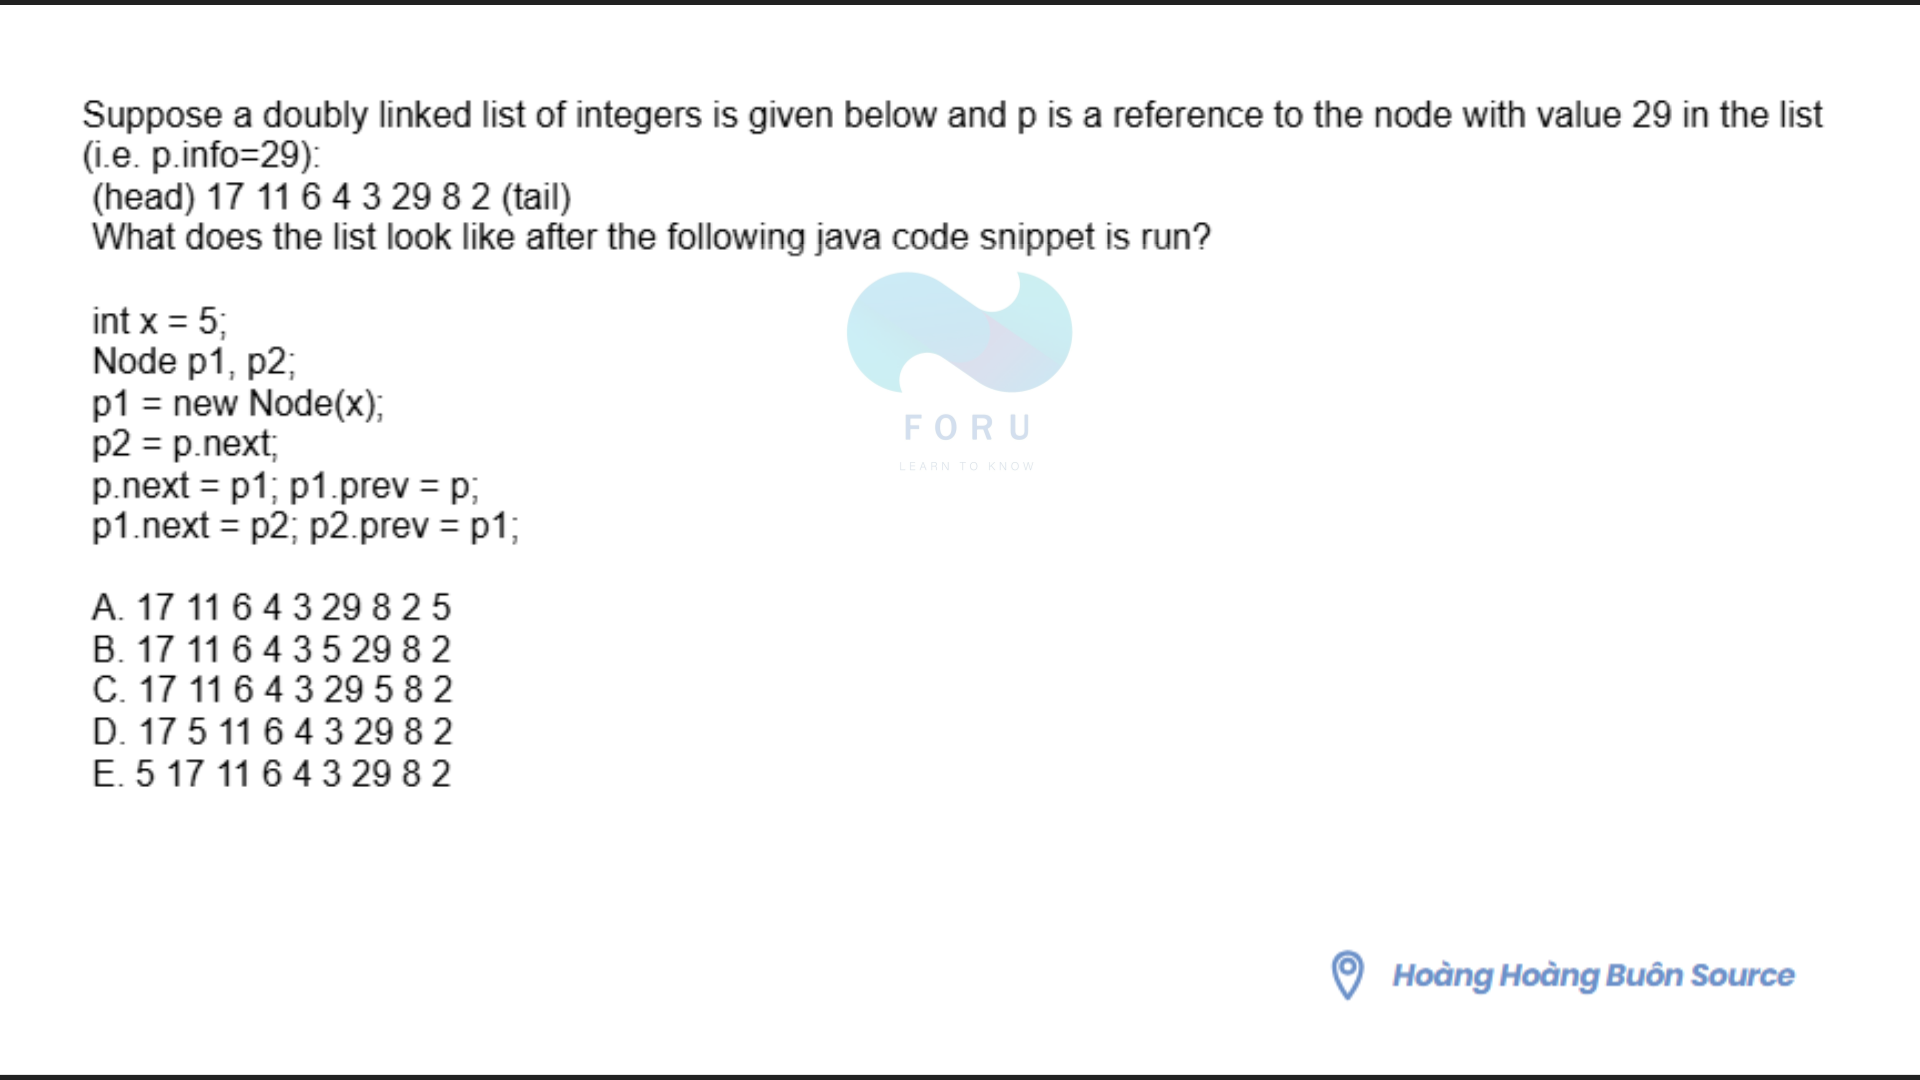 Suppose a doubly linked list of integers is given below and p is a reference to the node with value 29 in the list
(i.e. p.info=29):
(head) 17 11 6 4 3 29 8 2 (tail)
What does the list look like after the following java code snippet is run?
int x = 5;
Node p1, p2;
p1 = new Node(x);
p2 = p.next;
p.next = p1; p1.prev = p;
p1.next = p2; p2.prev = p1;
FORU
LEARN TO KNOW
A. 17 11 6 4 3 29 8 2 5
B. 17 11 6 4 3 5 29 8 2
C. 17 11 6 4 3 29 5 8 2
D. 17 5 11 6 4 3 29 8 2
E. 5 17 11 6 4 3 29 8 2
Hoàng Hoàng Buôn Source